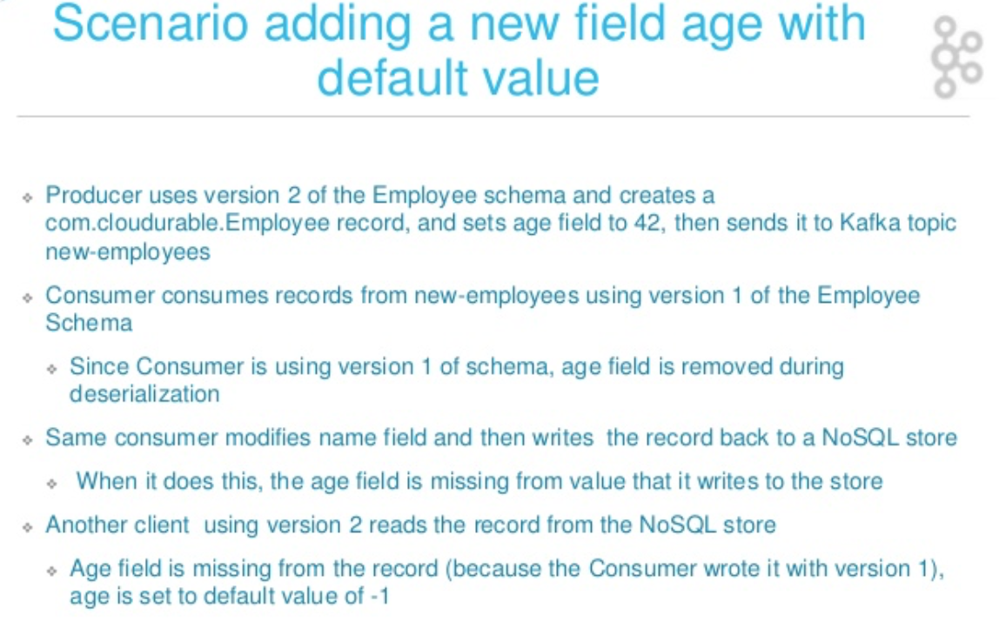 Scenario adding a new field age with
default value
Producer uses version 2 of the Employee schema and creates a
com.cloudurable.Employee record, and sets age field to 42, then sends it to Kafka topic
new-employees
Consumer consumes records from new-employees using version 1 of the Employee
Schema
Since Consumer is using version 1 of schema, age field is removed during
deserialization
Same consumer modifies name field and then writes the record back to a NoSQL store
When it does this, the age field is missing from value that it writes to the store
Another client using version 2 reads the record from the NoSQL store
Age field is missing from the record (because the Consumer wrote it with version 1),
age is set to default value of -1